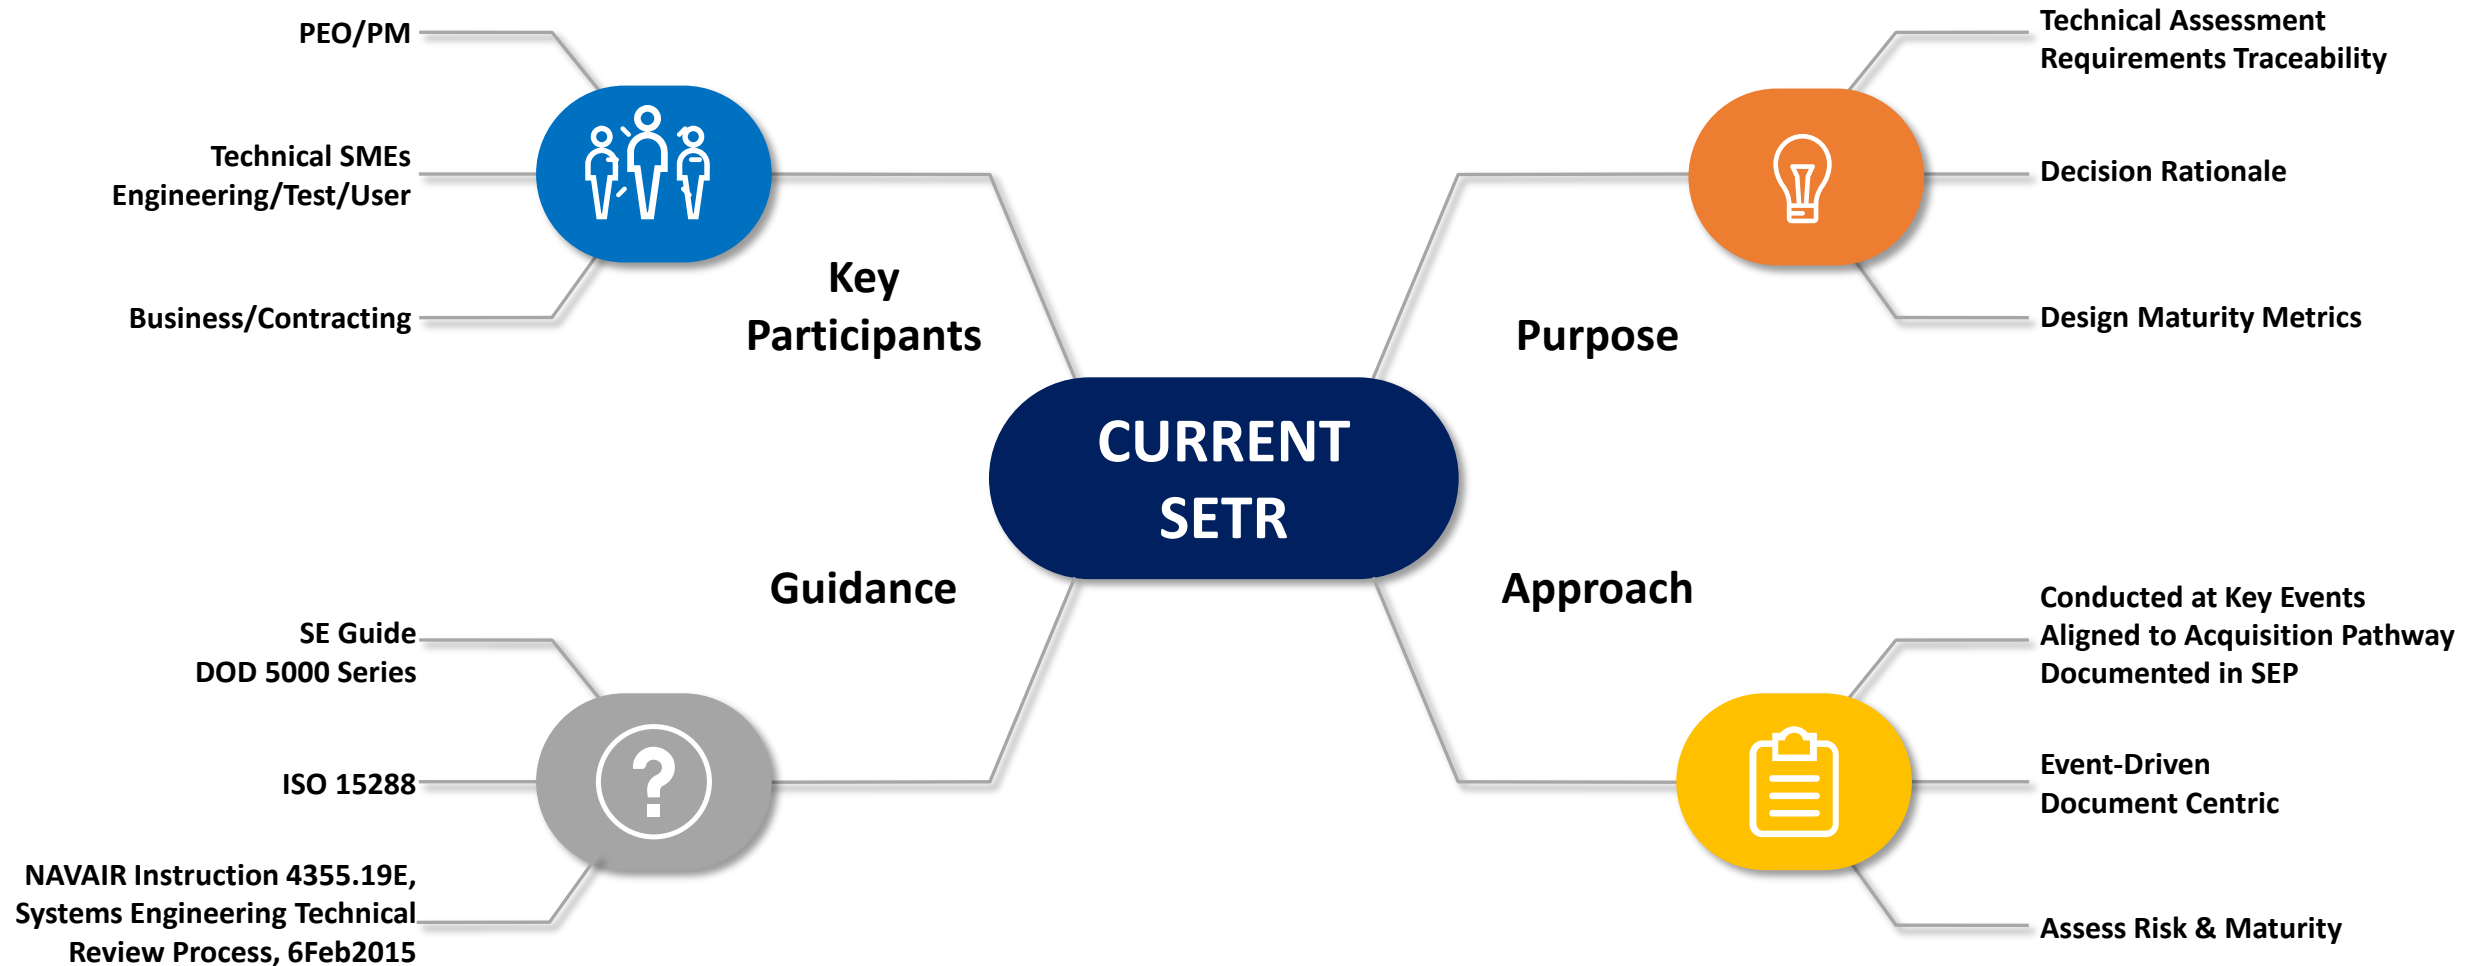 PEO/PM
Technical SMEs
Engineering/Test/User
Business/Contracting
Key
Participants
Technical Assessment
Requirements Traceability
Decision Rationale
Design Maturity Metrics
Purpose
CURRENT
SETR
Guidance
SE Guide
DOD 5000 Series
ISO 15288
NAVAIR Instruction 4355.19E,
Systems Engineering Technical
Review Process, 6Feb2015
Approach
Conducted at Key Events
Aligned to Acquisition Pathway
Documented in SEP
Event-Driven
Document Centric
Assess Risk & Maturity